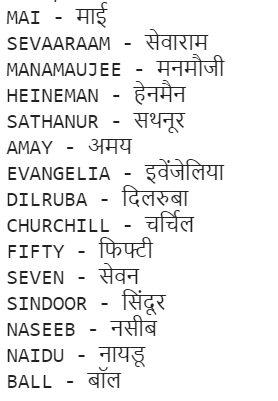 MAI - माई
SEVAARAAM - सेवाराम
MANAMAUJEE - मनमौजी
HEINEMAN - हेनमैन
SATHANUR - सथनूर
AMAY - अमय
EVANGELIA - इवेंजेलिया
DILRUBA - दिलरुबा
CHURCHILL - चर्चिल
FIFTY - फिफ्टी
SEVEN - सेवन
SINDOOR - सिंदूर
NASEEB - नसीब
NAIDU - नायडू
BALL - बॉल